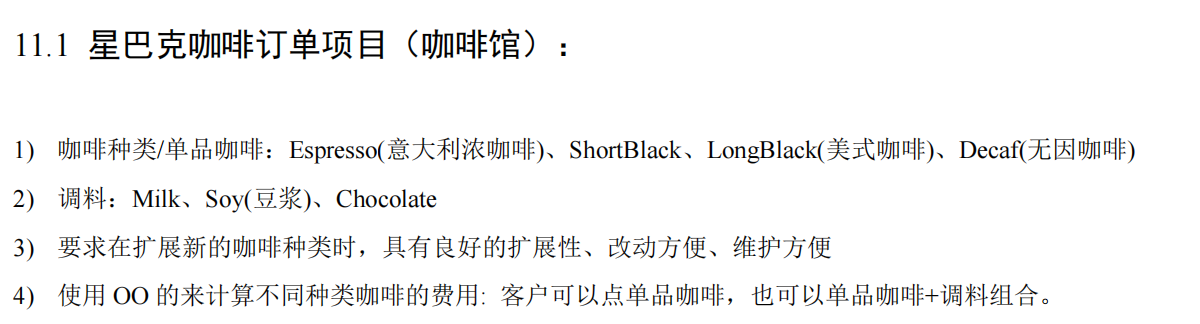 11.1 星巴克咖啡订单项目（咖啡馆）：
1) 咖啡种类/单品咖啡：Espresso(意大利浓咖啡)、ShortBlack、LongBlack(美式咖啡)、Decaf(无因咖啡)
2) 调料：Milk、Soy(豆浆)、Chocolate
3) 要求在扩展新的咖啡种类时，具有良好的扩展性、改动方便、维护方便
4) 使用 OO 的来计算不同种类咖啡的费用: 客户可以点单品咖啡，也可以单品咖啡+调料组合。